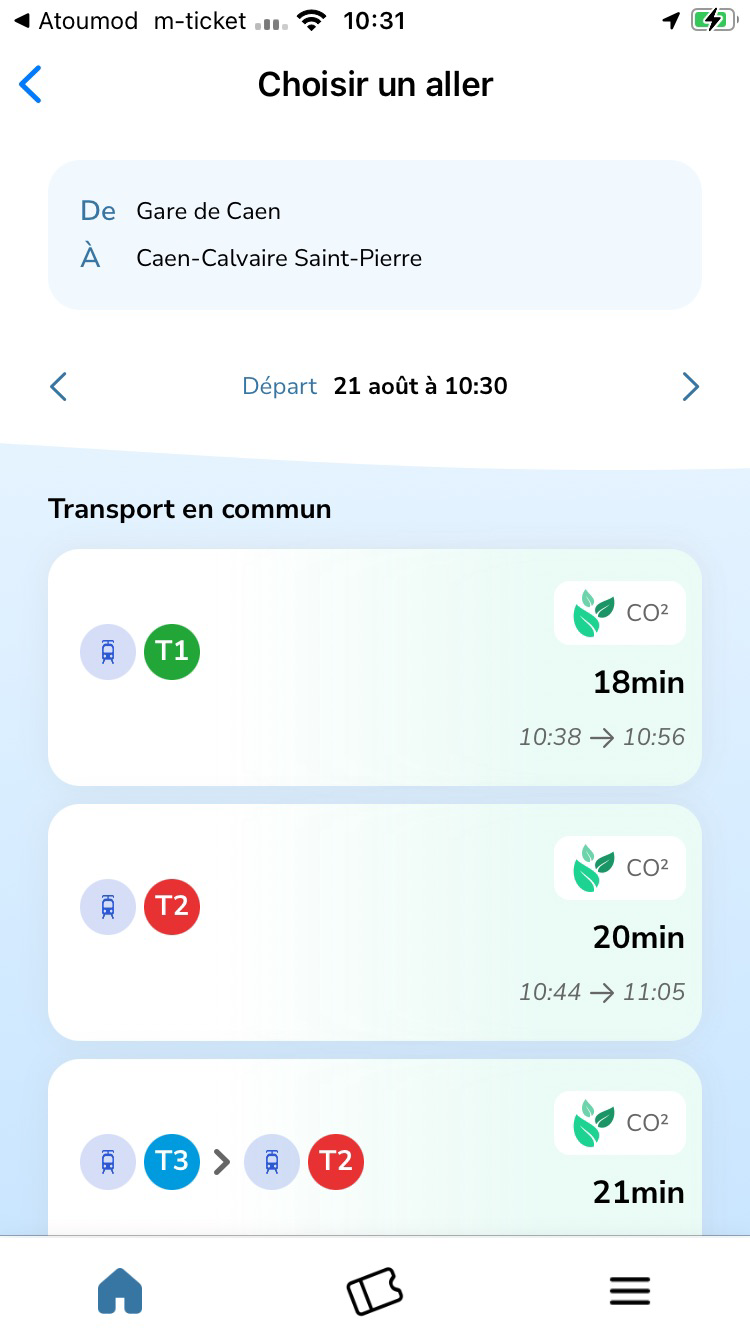 Atoumod m-ticket 10:31
Choisir un aller
De Gare de Caen
À Caen-Calvaire Saint-Pierre
Départ 21 août à 10:30
Transport en commun
CO²
T1
18min
10:38 → 10:56
CO²
T2
20min
10:44 → 11:05
CO²
T3 > T2
21min